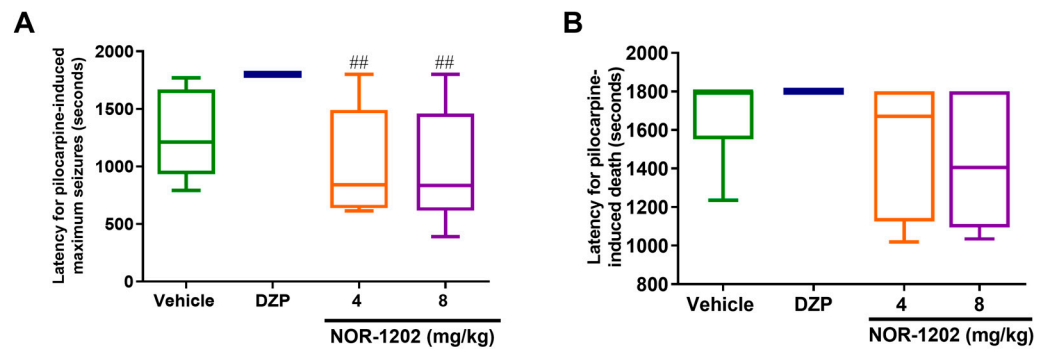 A
Latency for pilocarpine-induced
maximum seizures (seconds)
2000
1500
1000
500
0
##
##
Vehicle
DZP
4
8
NOR-1202 (mg/kg)
B
Latency for pilocarpine-
induced death (seconds)
2000
1800
1600
1400
1200
1000
800
Vehicle
DZP
4
8
NOR-1202 (mg/kg)